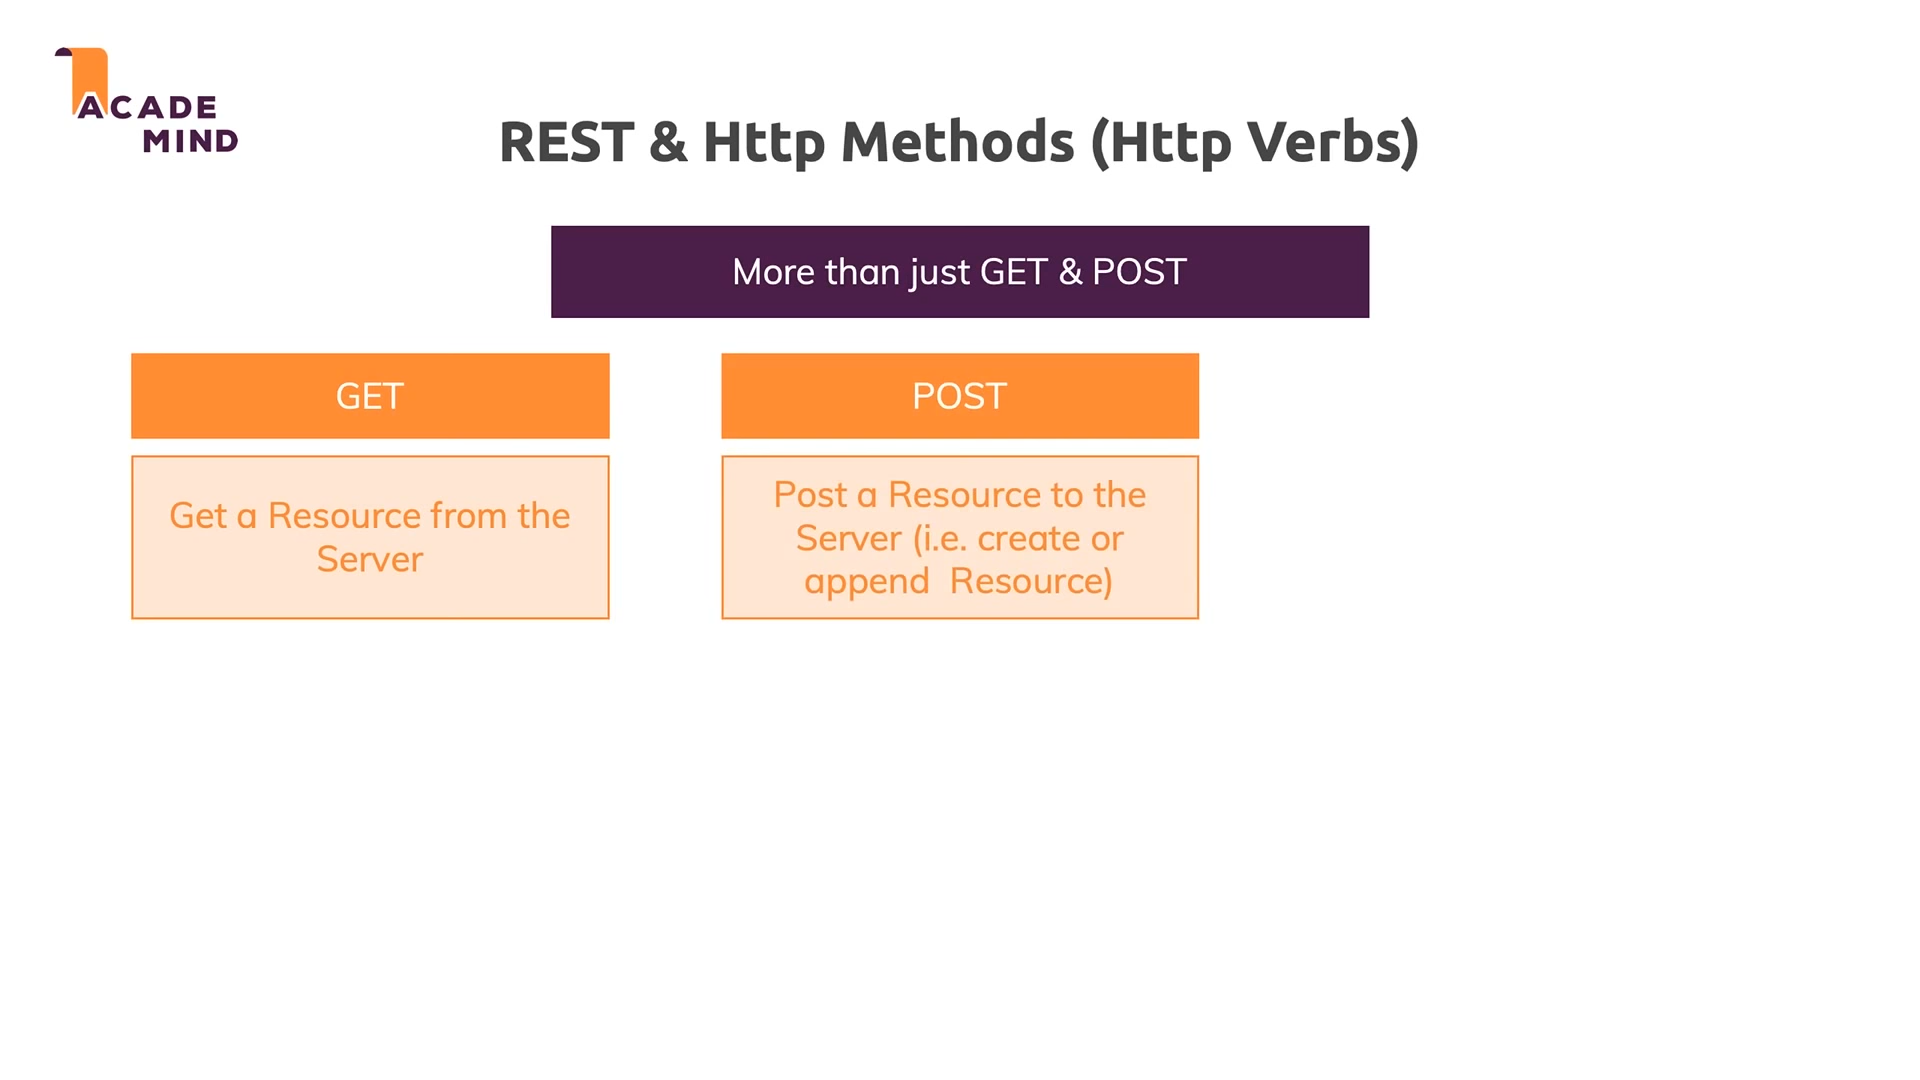 ACADE
MIND
REST & Http Methods (Http Verbs)
More than just GET & POST
GET
Get a Resource from the
Server
POST
Post a Resource to the
Server (i.e. create or
append  Resource)